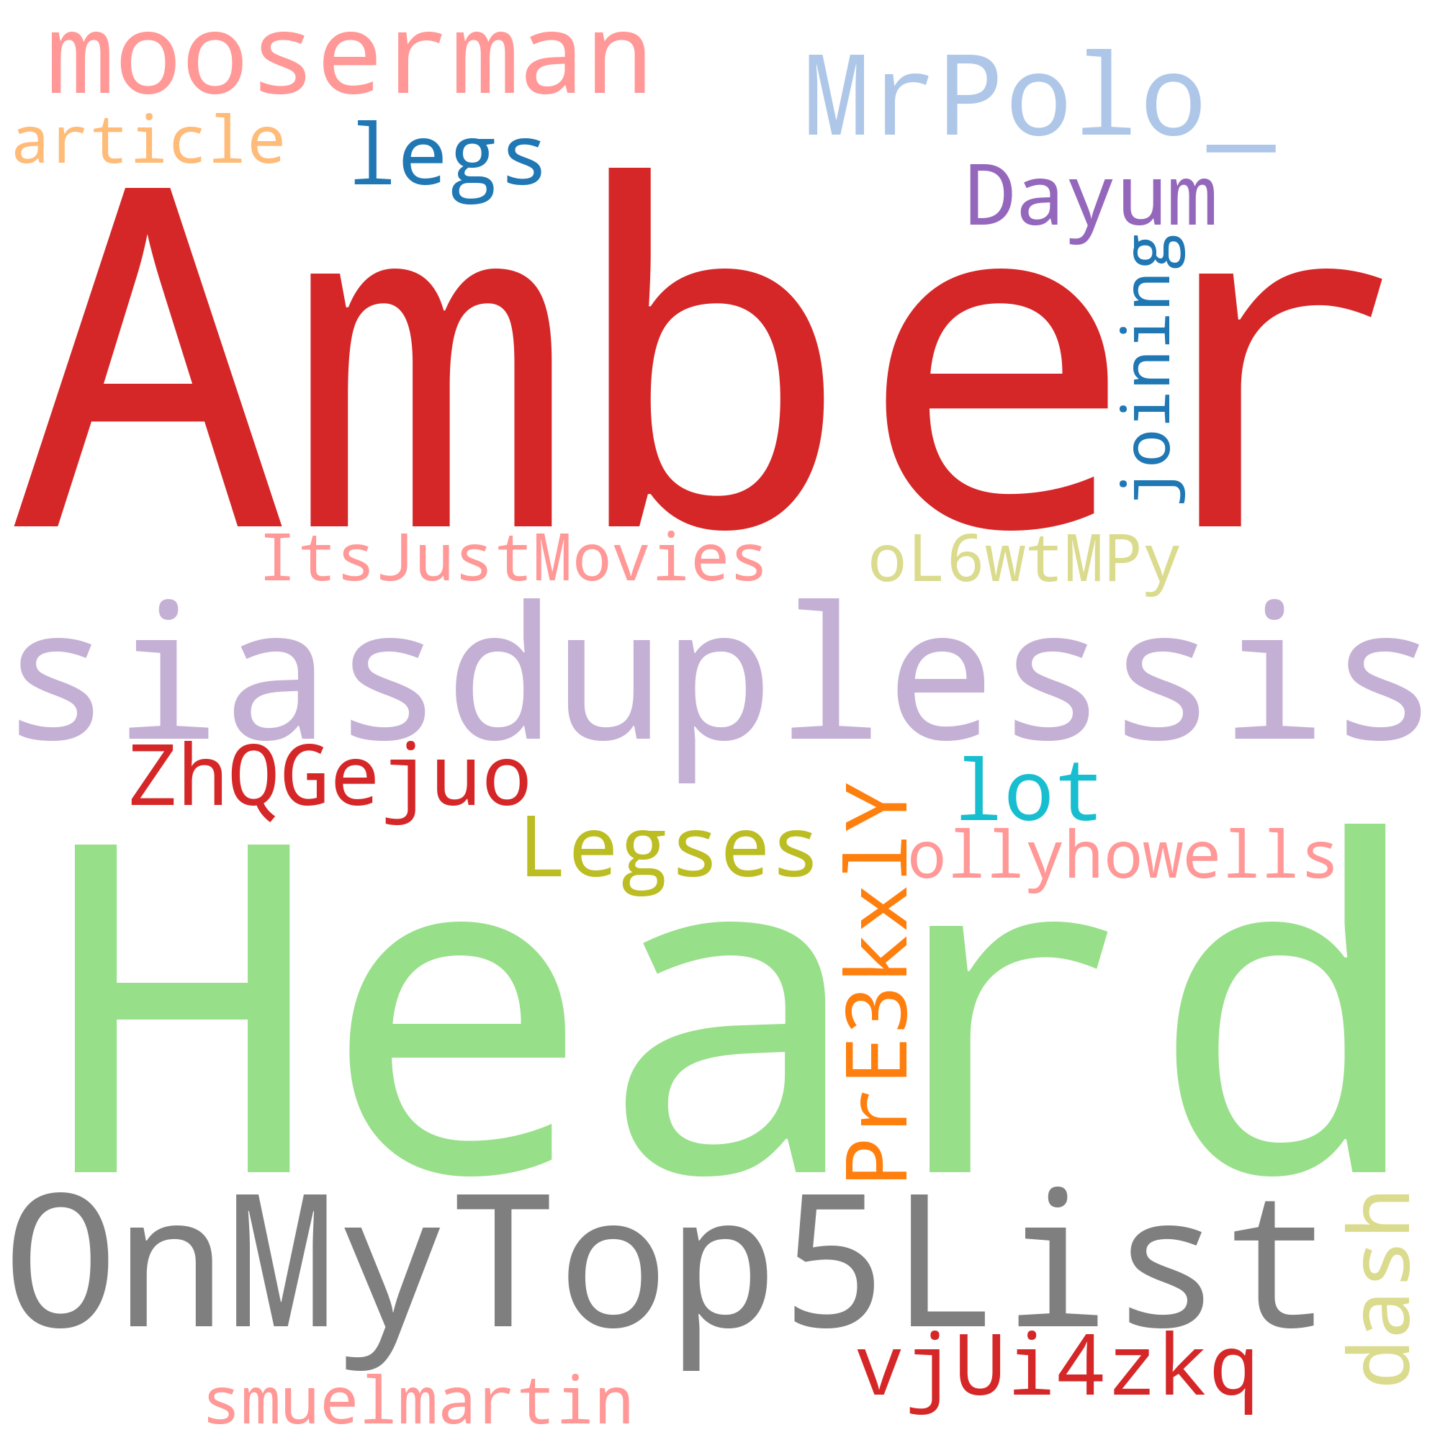 mooserman
MrPolo_
article
legs
Dayum
Amber
joining
ItsJustMovies
oL6wtMPy
siasduplessis
ZhQGejuo
lot
Legses
PrE3kxlY
ollyhowells
Heard
OnMyTop5List
dash
vjUi4zkq
smuelmartin